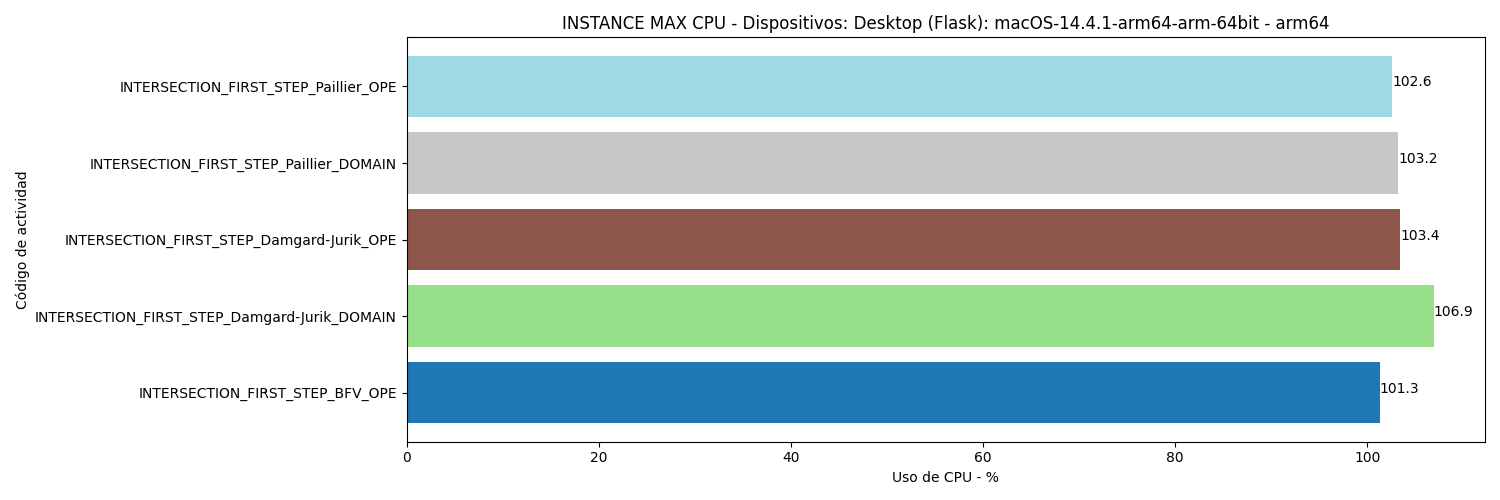 INSTANCE MAX CPU - Dispositivos: Desktop (Flask): macOS-14.4.1-arm64-arm-64bit - arm64
Código de actividad
INTERSECTION_FIRST_STEP_Paillier_OPE
102.6
INTERSECTION_FIRST_STEP_Paillier_DOMAIN
103.2
INTERSECTION_FIRST_STEP_Damgard-Jurik_OPE
103.4
INTERSECTION_FIRST_STEP_Damgard-Jurik_DOMAIN
106.9
INTERSECTION_FIRST_STEP_BFV_OPE
101.3
0 20 40 60 80 100
Uso de CPU - %